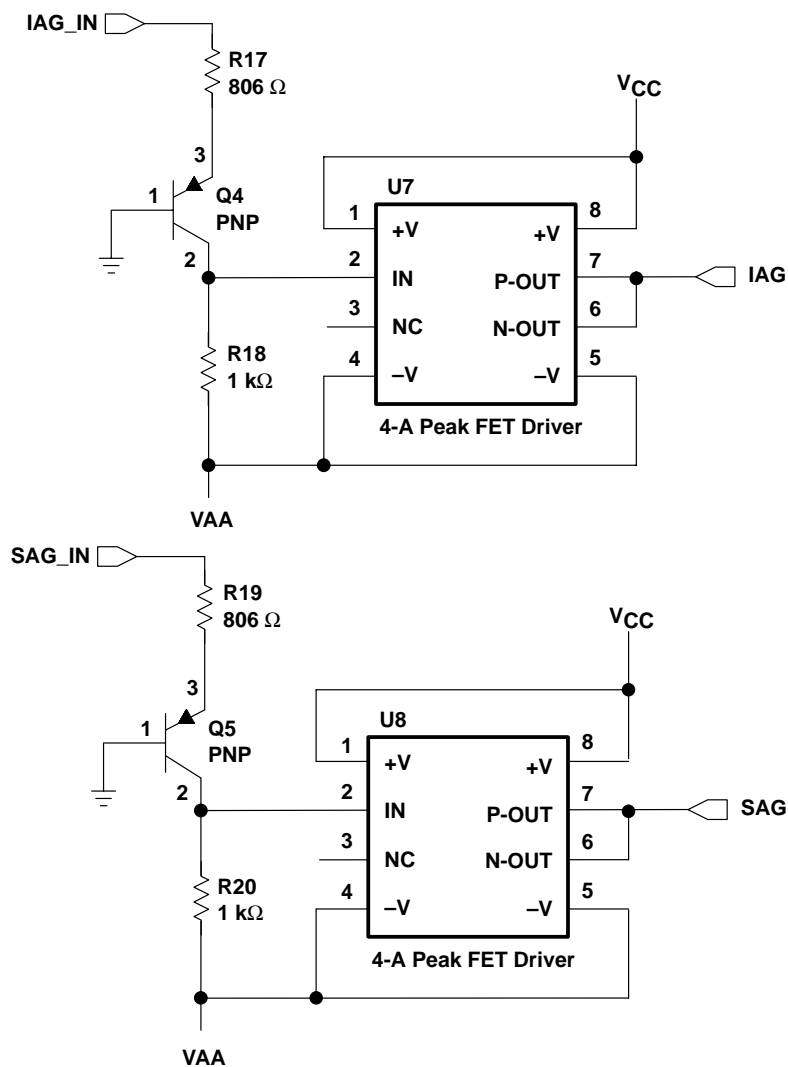 IAG_IN
R17
806 Ω
VCC
3
1
Q4
PNP
U7
1
+V
+V
8
2
2
IN
P-OUT
7
IAG
3
NC
N-OUT
6
R18
1 kΩ
4
–V
–V
5
4-A Peak FET Driver
VAA
SAG_IN
R19
806 Ω
VCC
3
1
Q5
PNP
U8
1
+V
+V
8
2
2
IN
P-OUT
7
SAG
3
NC
N-OUT
6
R20
1 kΩ
4
–V
–V
5
4-A Peak FET Driver
VAA